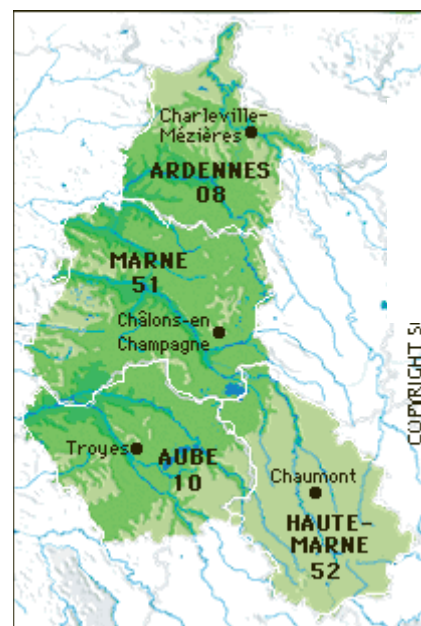 Charleville-
Mézières
ARDENNES
08
MARNE
51
Châlons-en
Champagne
Troyes
AUBE
10
Chaumont
HAUTE-
MARNE
52
COPYRIGHT